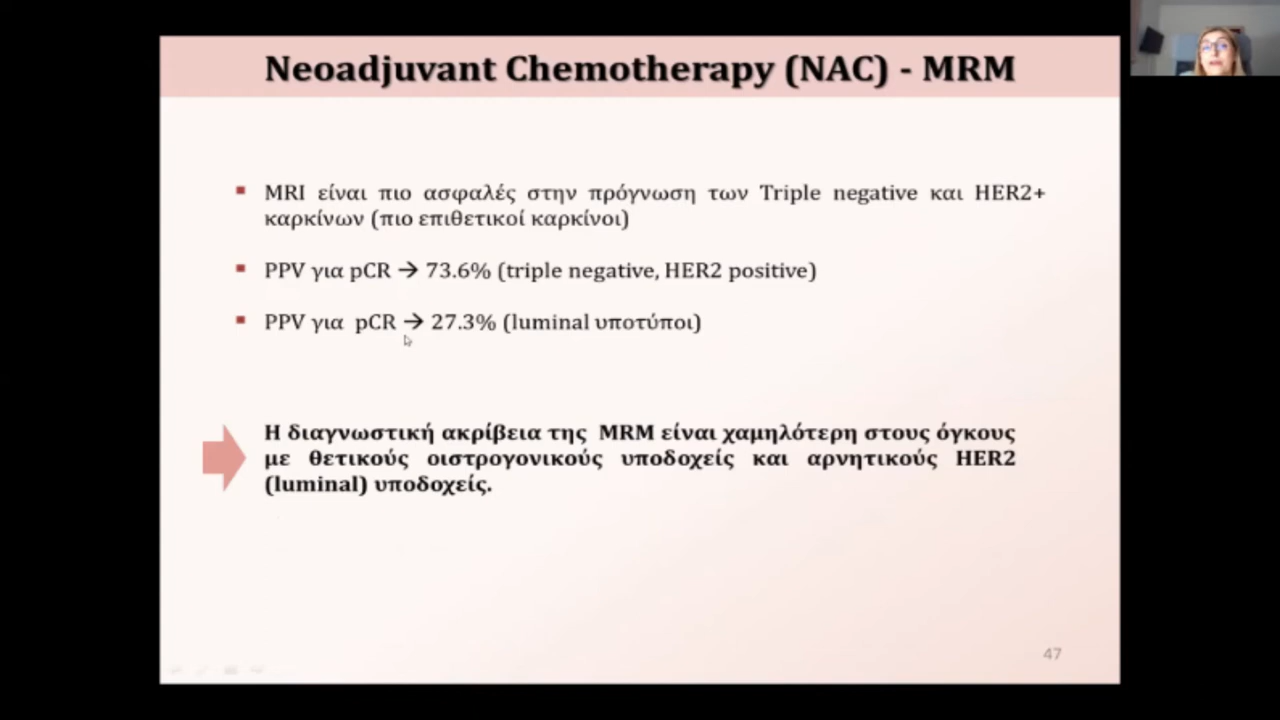 Neoadjuvant Chemotherapy (NAC) - MRM
MRI είναι πιο ασφαλές στην πρόγνωση των Triple negative και HER2+
καρκίνων (πιο επιθετικοί καρκίνοι)
PPV για pCR → 73.6% (triple negative, HER2 positive)
PPV για pCR → 27.3% (luminal υποτύποι)
Η διαγνωστική ακρίβεια της MRM είναι χαμηλότερη στους όγκους
με θετικούς οιστρογονικούς υποδοχείς και αρνητικούς HER2
(luminal) υποδοχείς.
47